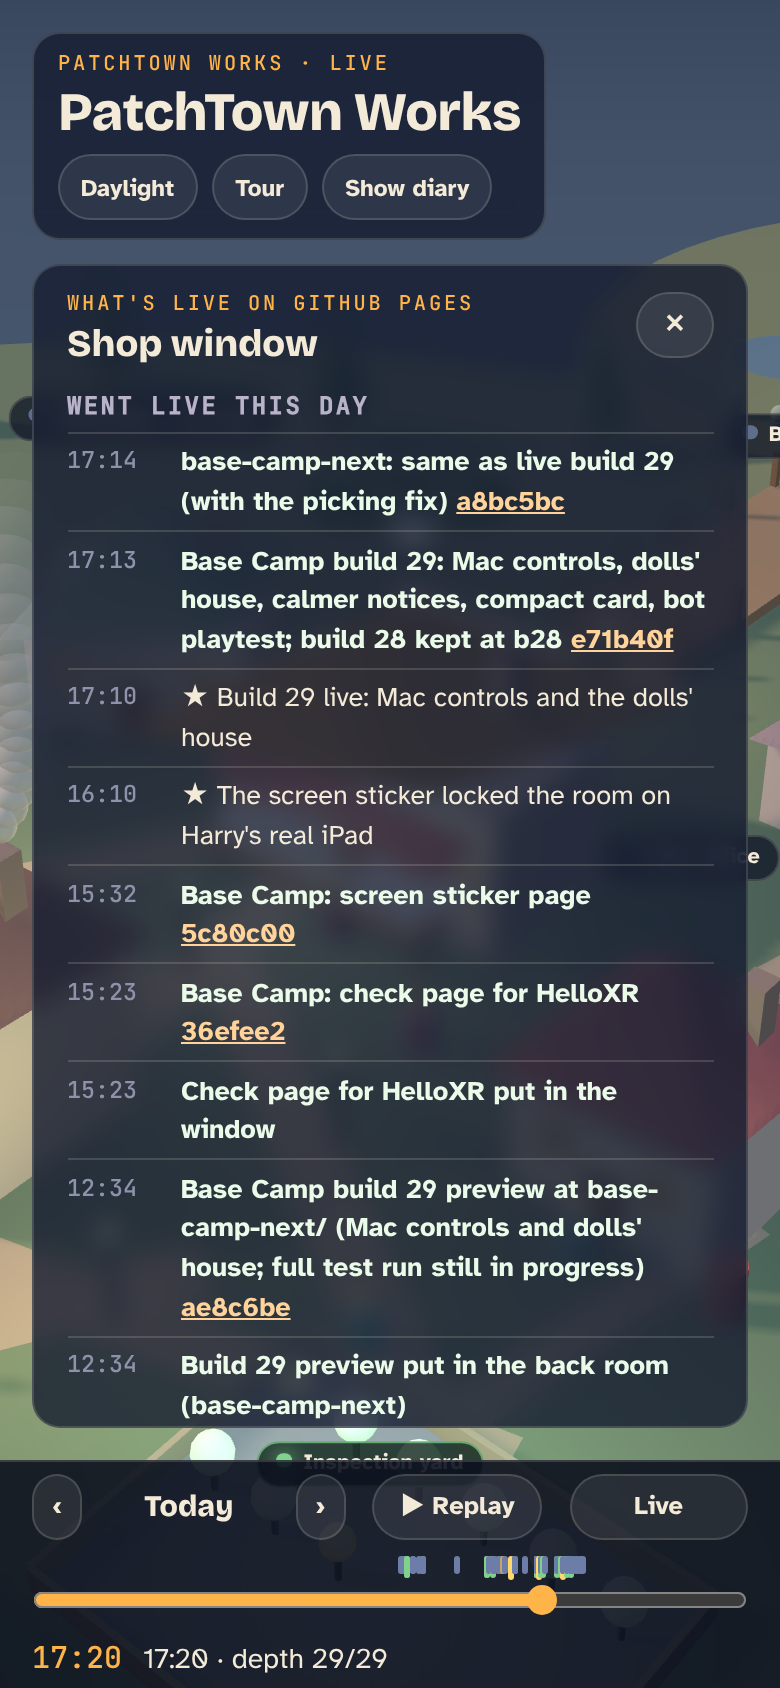 PATCHTOWN WORKS · LIVE
PatchTown Works
Daylight Tour Show diary
WHAT'S LIVE ON GITHUB PAGES
Shop window
×
WENT LIVE THIS DAY
17:14 base-camp-next: same as live build 29
(with the picking fix) a8bc5bc
17:13 Base Camp build 29: Mac controls, dolls'
house, calmer notices, compact card, bot
playtest; build 28 kept at b28 e71b40f
17:10 ★ Build 29 live: Mac controls and the dolls'
house
16:10 ★ The screen sticker locked the room on
Harry's real iPad
15:32 Base Camp: screen sticker page
5c80c00
15:23 Base Camp: check page for HelloXR
36efee2
15:23 Check page for HelloXR put in the
window
12:34 Base Camp build 29 preview at base-
camp-next/ (Mac controls and dolls'
house; full test run still in progress)
ae8c6be
12:34 Build 29 preview put in the back room
(base-camp-next)
Inspection yard
‹ Today › ▶ Replay Live
17:20 17:20 · depth 29/29